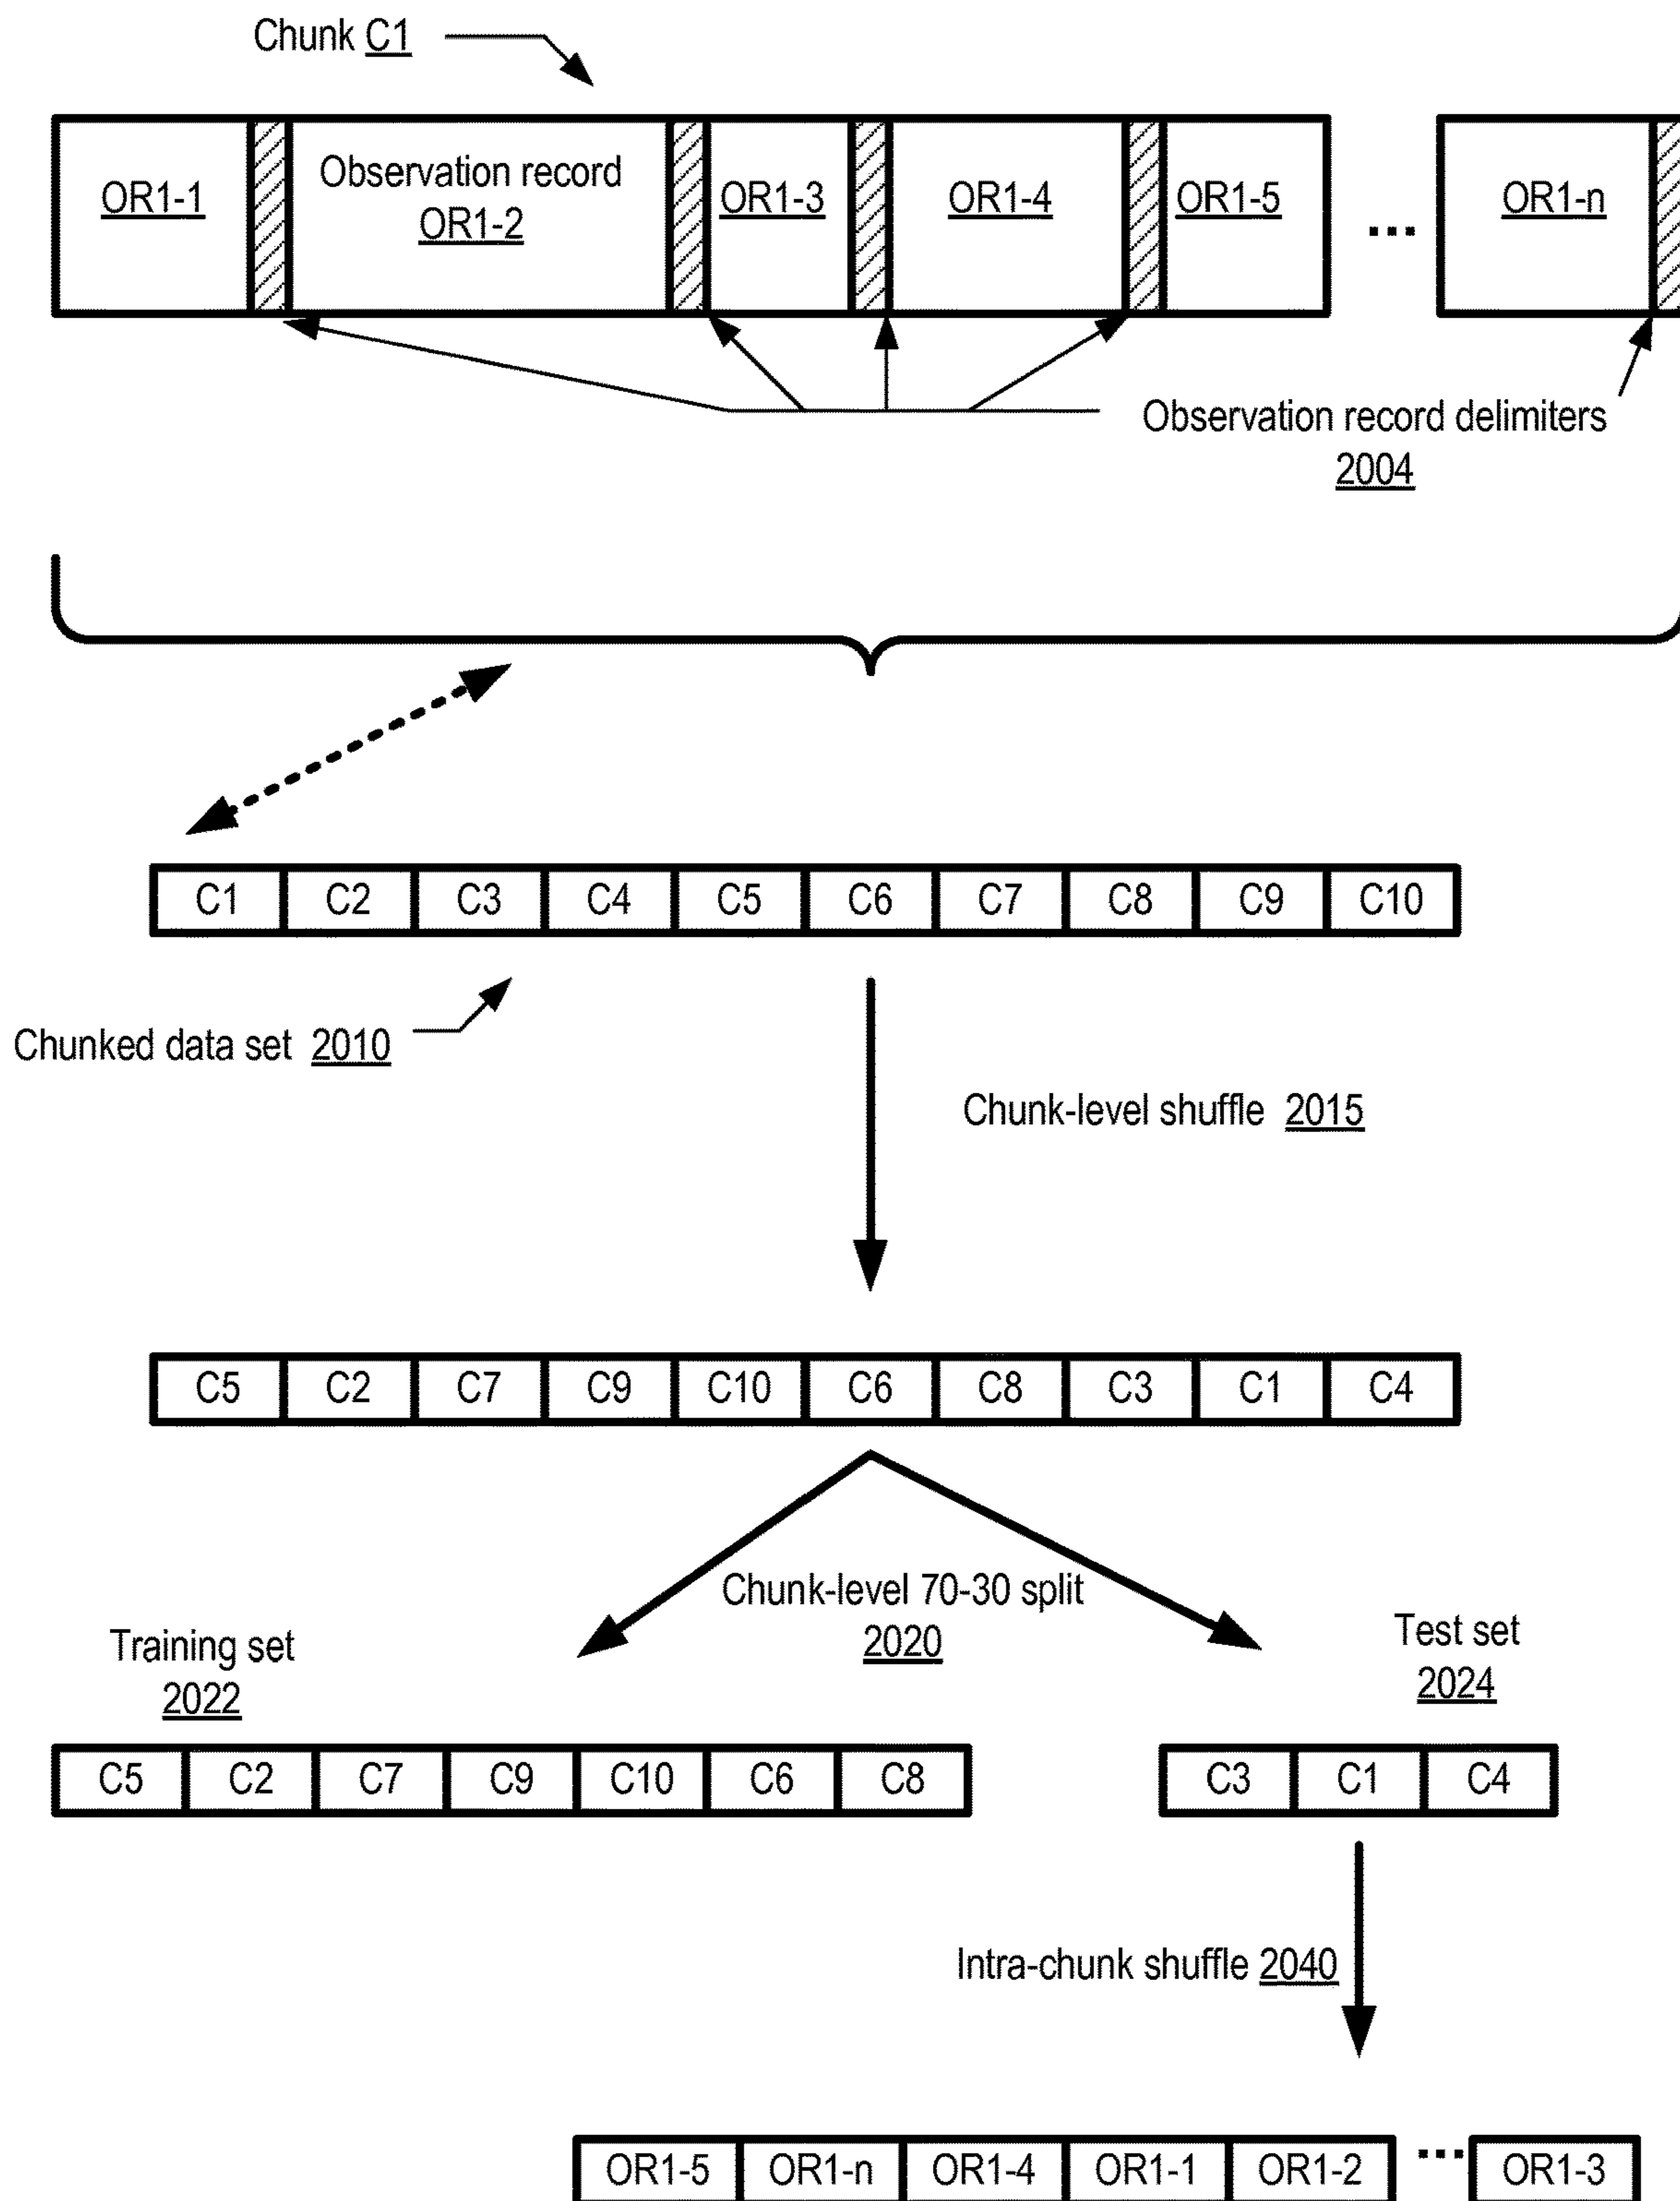 Chunk C1
OR1-1
Observation record
OR1-2
OR1-3
OR1-4
OR1-5
...
OR1-n
Observation record delimiters
2004
C1 C2 C3 C4 C5 C6 C7 C8 C9 C10
Chunked data set 2010
Chunk-level shuffle 2015
C5 C2 C7 C9 C10 C6 C8 C3 C1 C4
Chunk-level 70-30 split
2020
Training set
2022
Test set
2024
C5 C2 C7 C9 C10 C6 C8
C3 C1 C4
Intra-chunk shuffle 2040
OR1-5 OR1-n OR1-4 OR1-1 OR1-2 ... OR1-3